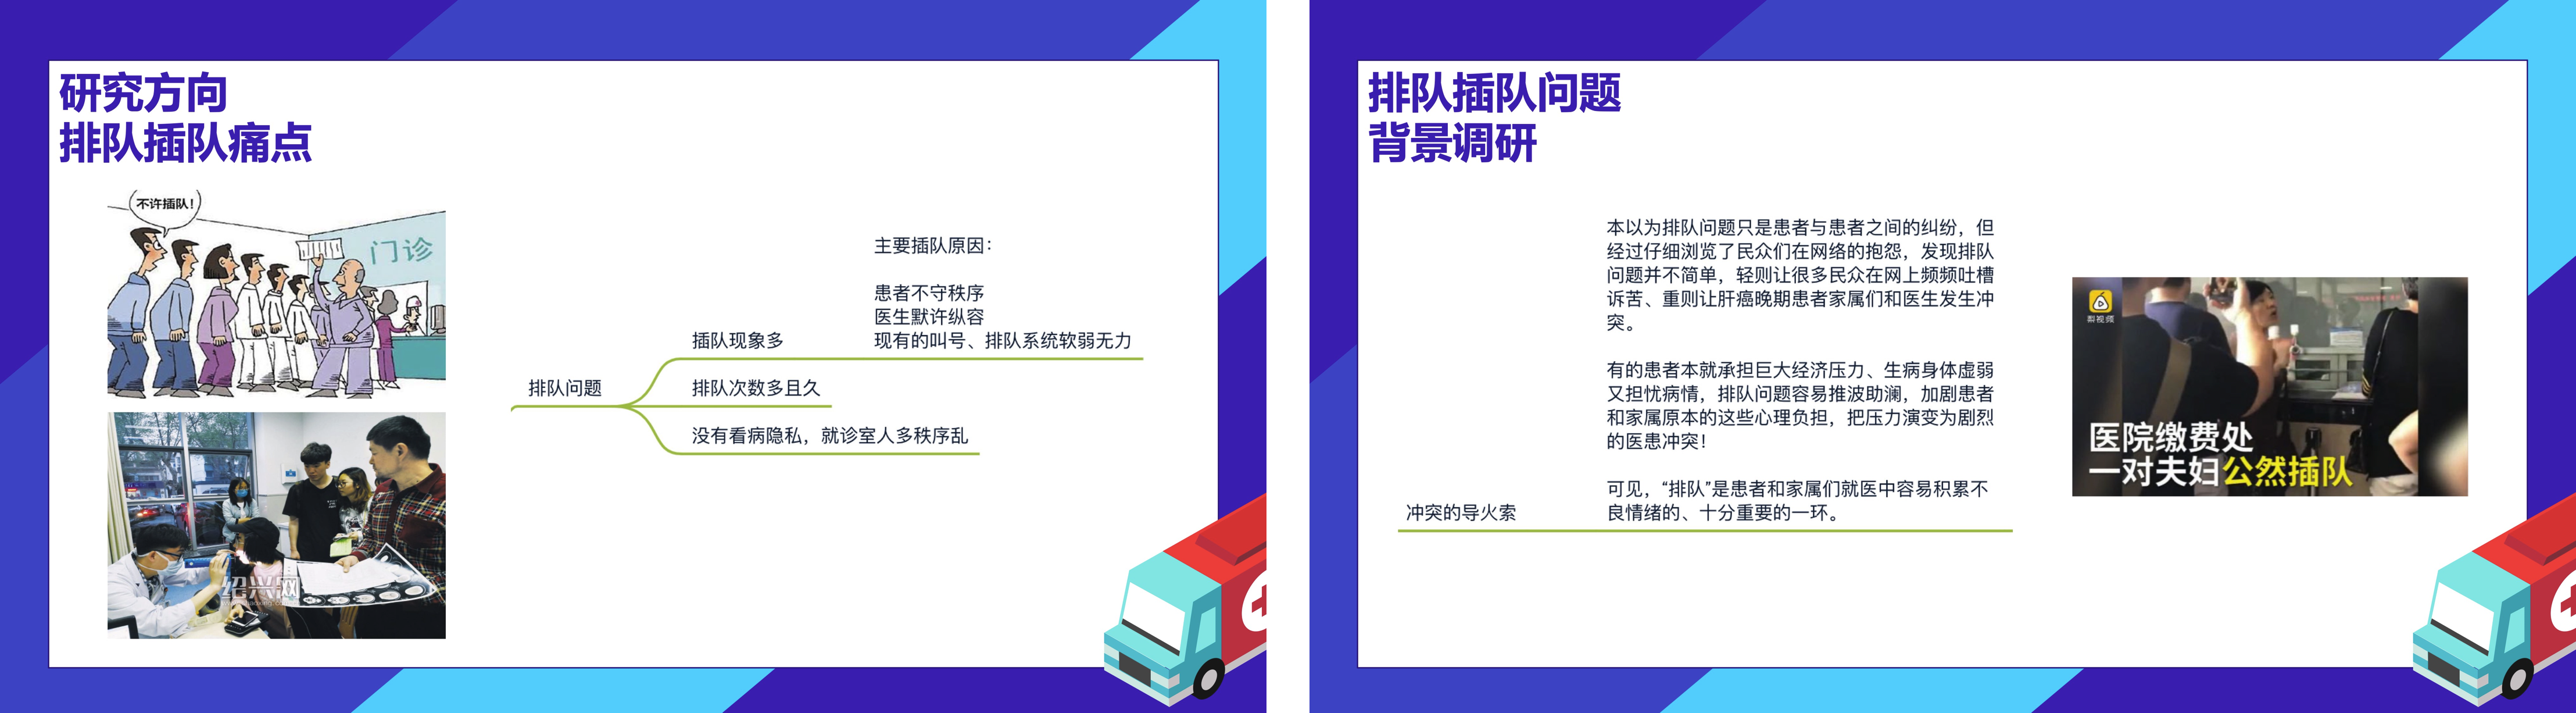 研究方向
排队插队痛点
不许插队！
门诊
绍兴网
主要插队原因：
患者不守秩序
医生默许纵容
现有的叫号、排队系统软弱无力
插队现象多
排队问题
排队次数多且久
没有看病隐私，就诊室人多秩序乱
排队插队问题
背景调研
本以为排队问题只是患者与患者之间的纠纷，但
经过仔细浏览了民众们在网络的抱怨，发现排队
问题并不简单，轻则让很多民众在网上频频吐槽
诉苦、重则让肝癌晚期患者家属们和医生发生冲
突。
有的患者本就承担巨大经济压力、生病身体虚弱
又担忧病情，排队问题容易推波助澜，加剧患者
和家属原本的这些心理负担，把压力演变为剧烈
的医患冲突！
可见，“排队”是患者和家属们就医中容易积累不
良情绪的、十分重要的一环。
冲突的导火索
梨视频
医院缴费处
一对夫妇公然插队